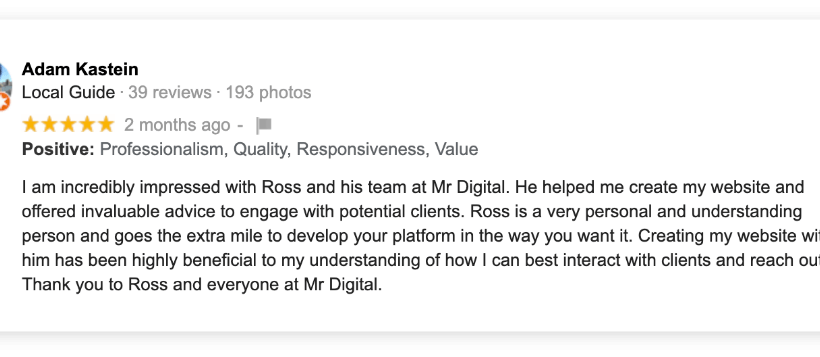 Adam Kastein
Local Guide · 39 reviews · 193 photos
2 months ago -
Positive: Professionalism, Quality, Responsiveness, Value
I am incredibly impressed with Ross and his team at Mr Digital. He helped me create my website and
offered invaluable advice to engage with potential clients. Ross is a very personal and understanding
person and goes the extra mile to develop your platform in the way you want it. Creating my website
him has been highly beneficial to my understanding of how I can best interact with clients and reach
Thank you to Ross and everyone at Mr Digital.